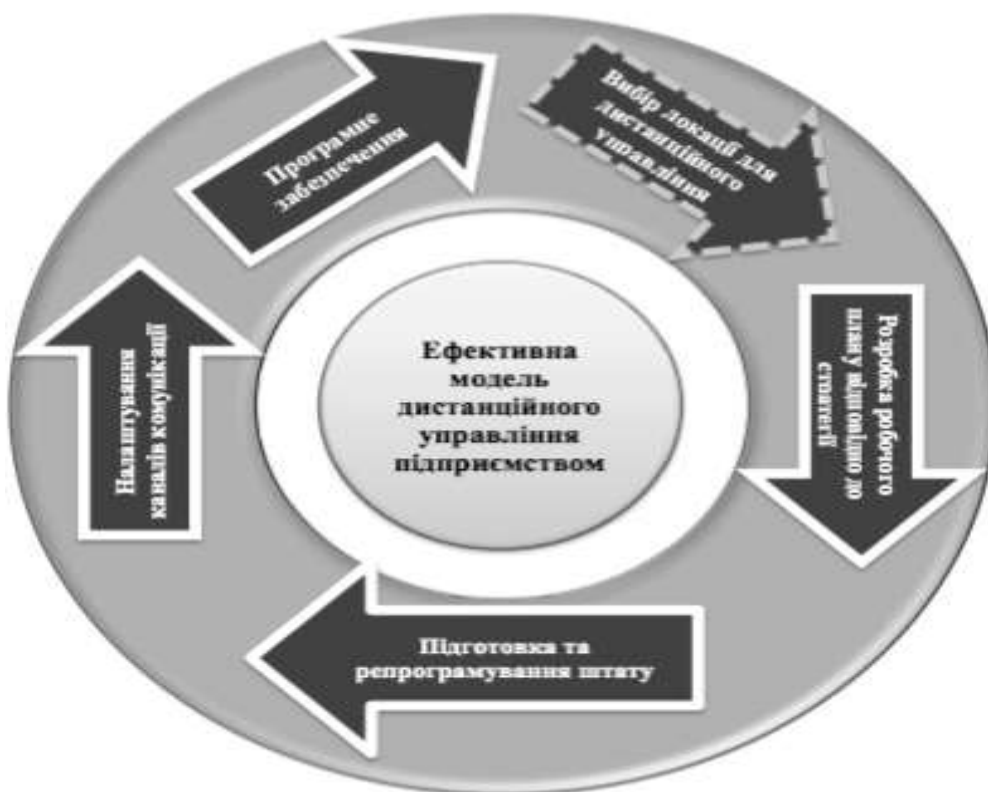 Програмне
забезпечення
Вибір локації для
дистанційного
управління
Розробка робочого
плану відповідно до
стратегії
Підготовка та
репрограмування штату
Налаштування
каналів комунікації
Ефективна
модель
дистанційного
управління
підприємством